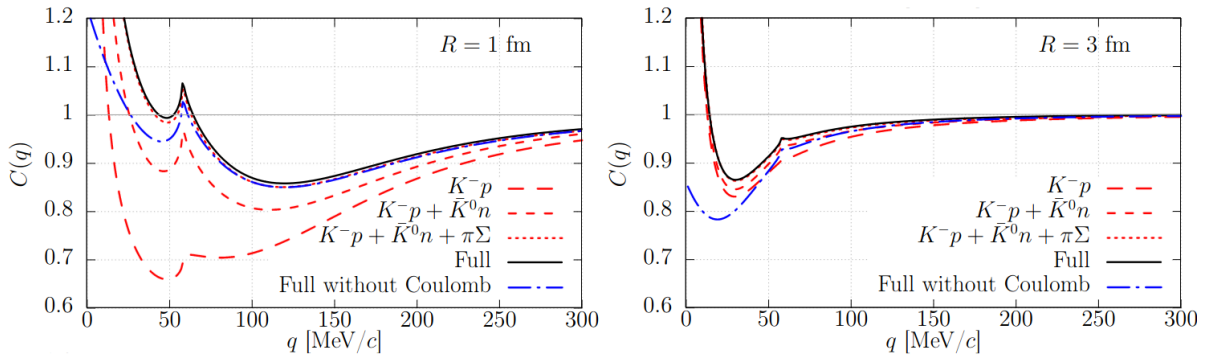 1.2
1.1
1
0.9
0.8
0.7
0.6
C(q)
R = 1 fm
K⁻p
K⁻p + K̄⁰n
K⁻p + K̄⁰n + πΣ
Full
Full without Coulomb
0 50 100 150 200 250 300
q [MeV/c]
1.2
1.1
1
0.9
0.8
0.7
0.6
C(q)
R = 3 fm
K⁻p
K⁻p + K̄⁰n
K⁻p + K̄⁰n + πΣ
Full
Full without Coulomb
0 50 100 150 200 250 300
q [MeV/c]